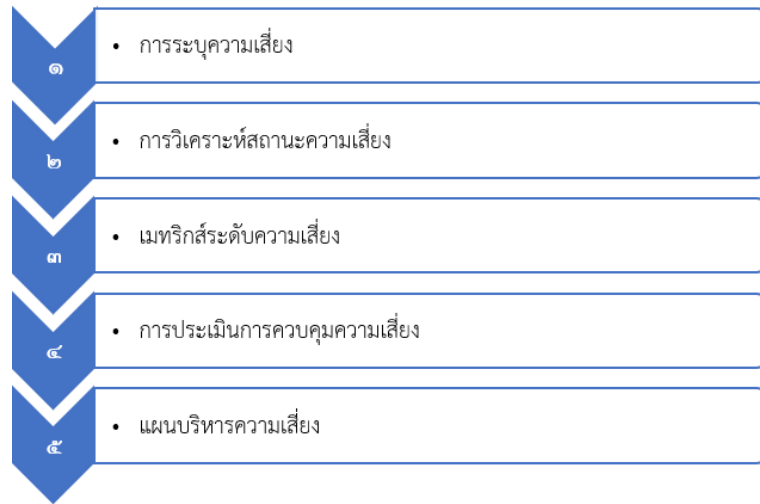 ๑
• การระบุความเสี่ยง
๒
• การวิเคราะห์สถานะความเสี่ยง
๓
• เมทริกส์ระดับความเสี่ยง
๔
• การประเมินการควบคุมความเสี่ยง
๕
• แผนบริหารความเสี่ยง